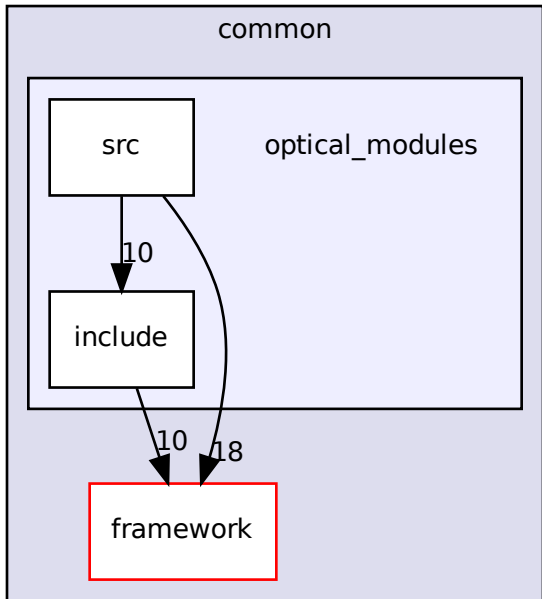 common
src
optical_modules
10
include
10
18
framework